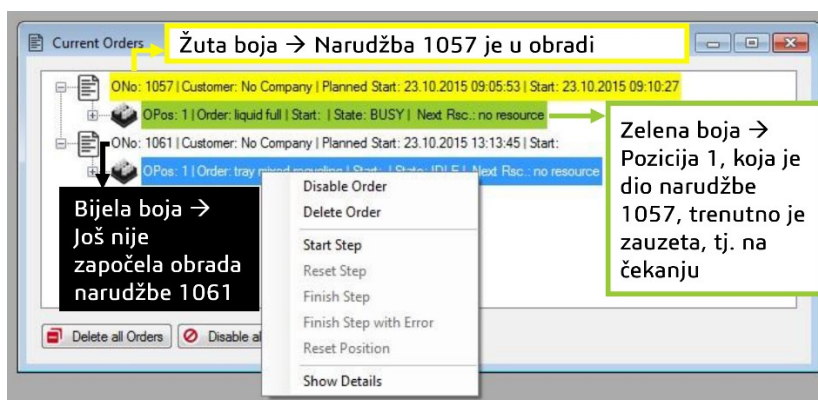 Current Orders
Žuta boja → Narudžba 1057 je u obradi
ONo: 1057 | Customer: No Company | Planned Start: 23.10.2015 09:05:53 | Start: 23.10.2015 09:10:27
OPos: 1 | Order: liquid full | Start: | State: BUSY | Next Rsc.: no resource
ONo: 1061 | Customer: No Company | Planned Start: 23.10.2015 13:13:45 | Start:
OPos: 1 | Order: tray mixed requeling | Start: | State: IDLE | Next Rsc.: no resource
Zelena boja →
Pozicija 1, koja je
dio narudžbe
1057, trenutno je
zauzeta, tj. na
čekanju
Bijela boja →
Još nije
započela obrada
narudžbe 1061
Disable Order
Delete Order
Start Step
Reset Step
Finish Step
Finish Step with Error
Reset Position
Show Details
Delete all Orders
Disable al